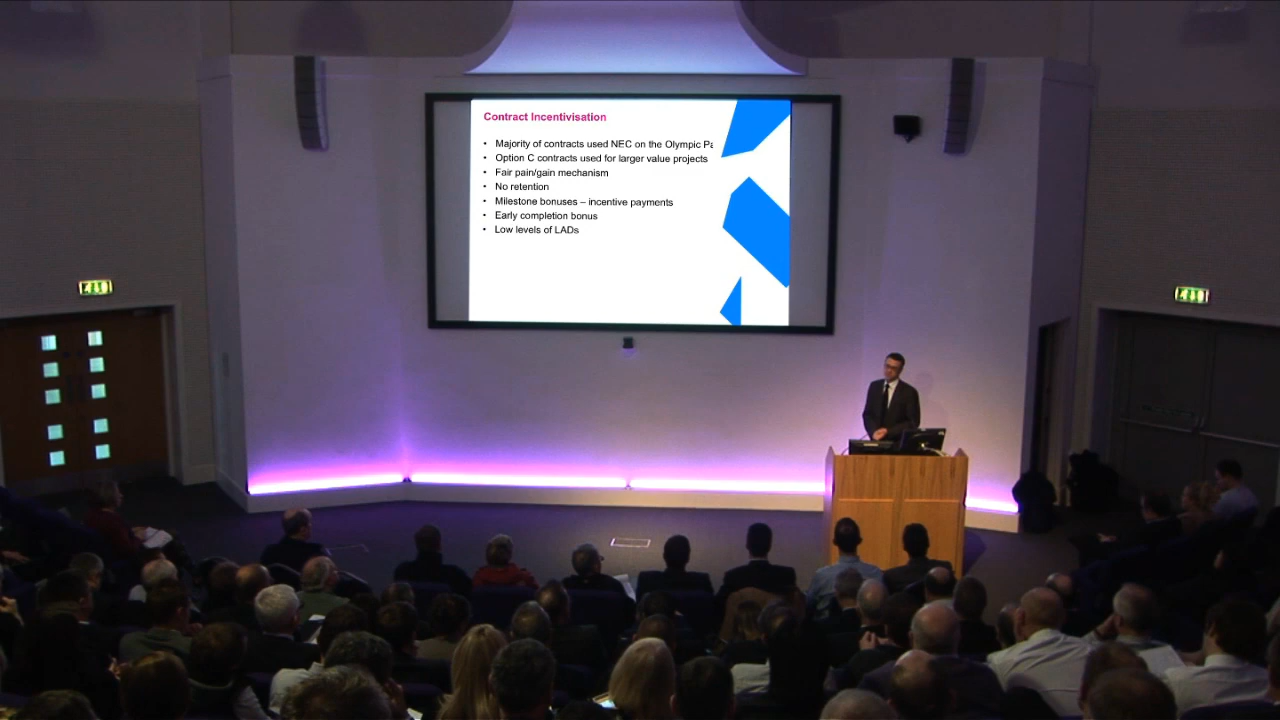 Contract Incentivisation
• Majority of contracts used NEC on the Olympic Pa
• Option C contracts used for larger value projects
• Fair pain/gain mechanism
• No retention
• Milestone bonuses – incentive payments
• Early completion bonus
• Low levels of LADs